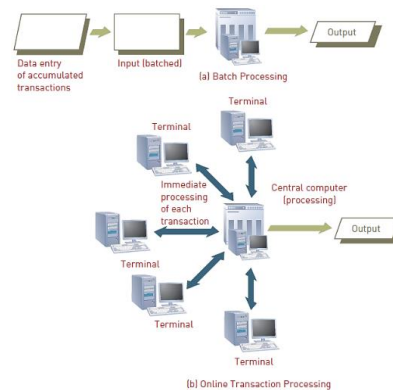 Data entry
of accumulated
transactions
Input (batched)
Output
(a) Batch Processing
Terminal
Terminal
Immediate
processing
of each
transaction
Central computer
(processing)
Terminal
Output
Terminal
Terminal
(b) Online Transaction Processing